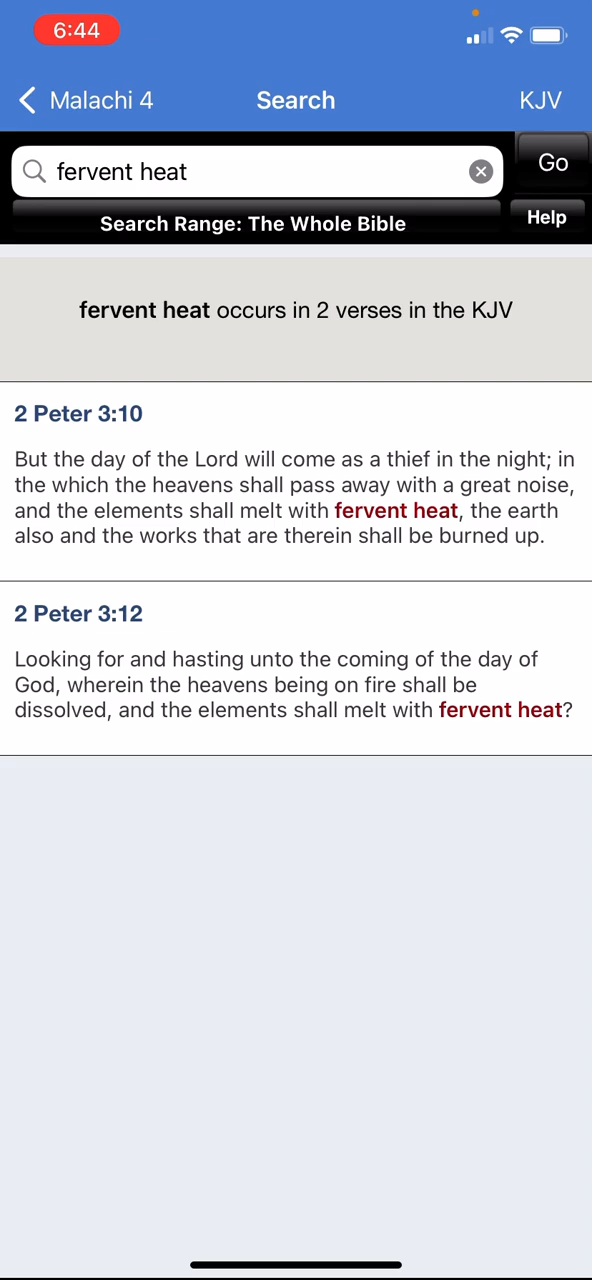 6:44
Malachi 4
Search
KJV
fervent heat
Go
Search Range: The Whole Bible
Help
fervent heat occurs in 2 verses in the KJV
2 Peter 3:10
But the day of the Lord will come as a thief in the night; in
the which the heavens shall pass away with a great noise,
and the elements shall melt with fervent heat, the earth
also and the works that are therein shall be burned up.
2 Peter 3:12
Looking for and hasting unto the coming of the day of
God, wherein the heavens being on fire shall be
dissolved, and the elements shall melt with fervent heat?